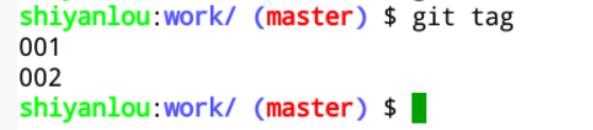 shiyanlou:work/ (master) $ git tag
001
002
shiyanlou:work/ (master) $